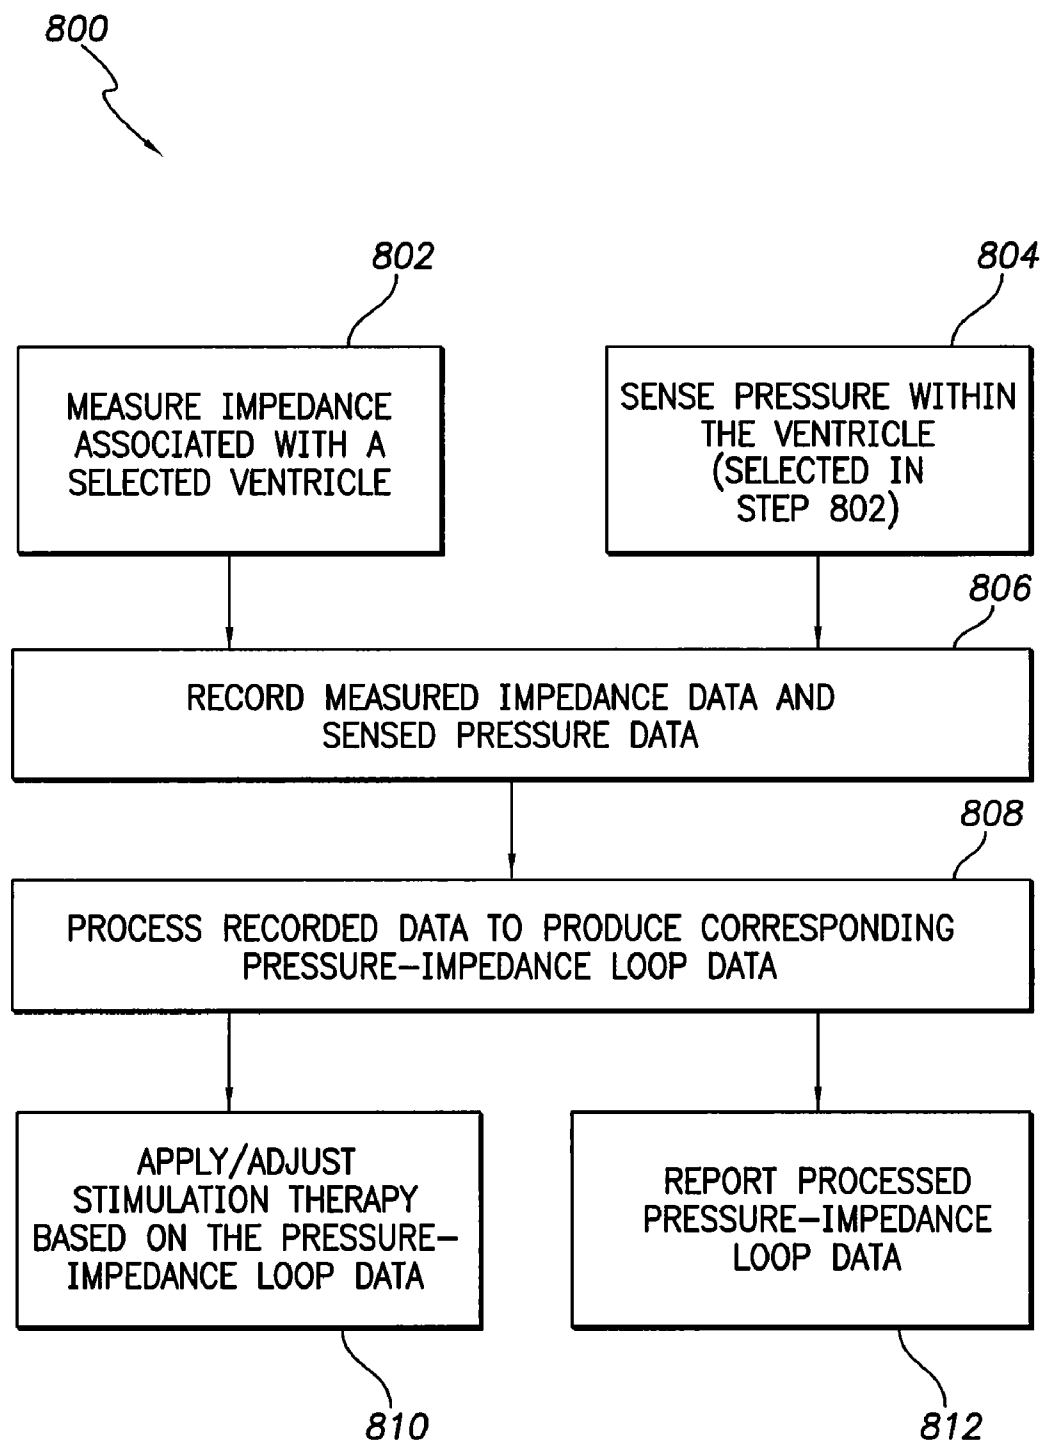 800
802
804
MEASURE IMPEDANCE
ASSOCIATED WITH A
SELECTED VENTRICLE
SENSE PRESSURE WITHIN
THE VENTRICLE
(SELECTED IN
STEP 802)
806
RECORD MEASURED IMPEDANCE DATA AND
SENSED PRESSURE DATA
808
PROCESS RECORDED DATA TO PRODUCE CORRESPONDING
PRESSURE–IMPEDANCE LOOP DATA
APPLY/ADJUST
STIMULATION THERAPY
BASED ON THE PRESSURE–
IMPEDANCE LOOP DATA
REPORT PROCESSED
PRESSURE–IMPEDANCE
LOOP DATA
810
812